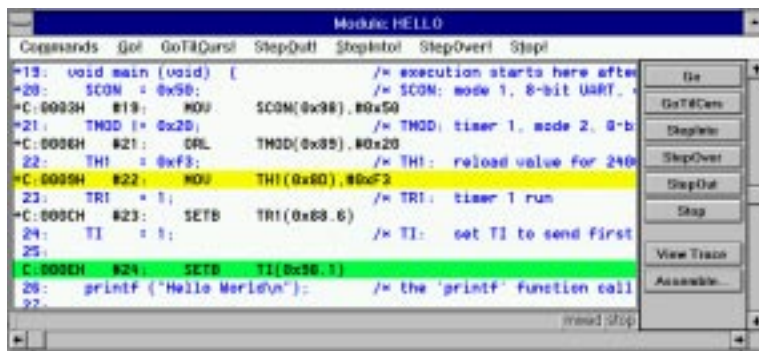 Module: HELLO
Commands Go! GoTilCurs! StepOut! StepInto! StepOver! Stop!
19: void main (void) { /* execution starts here after
20: SCON = 0x50; /* SCON: mode 1, 8-bit UART,
C:0003H #19: MOV SCON(0x98),#0x50
21: TMOD |= 0x20; /* TMOD: timer 1, mode 2, 8-b
C:0006H #21: ORL TMOD(0x89),#0x20
22: TH1 = 0xf3; /* TH1: reload value for 240
C:0009H #22: MOV TH1(0x8D),#0xF3
23: TR1 = 1; /* TR1: timer 1 run
C:000CH #23: SETB TR1(0x88.6)
24: TI = 1; /* TI: set TI to send first
25:
C:000EH #24: SETB TI(0x98.1)
26: printf ("Hello World\n"); /* the 'printf' function call
27:
Go
GoTilCurs
StepInto
StepOver
StepOut
Stop
View Trace
Assemble...
stop